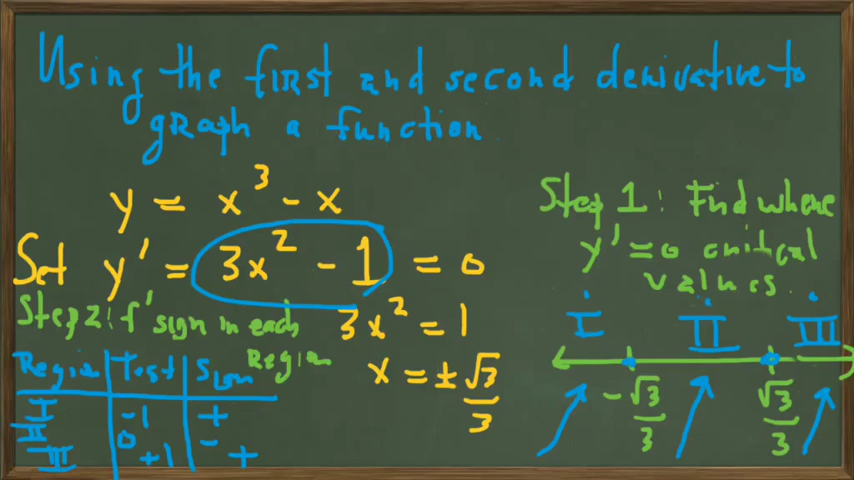 Using the first and second derivative to
graph a function
y = x³ - x
Set y' = 3x² - 1 = 0
3x² = 1
x = ±√3/3
Step 1: Find where
y' = 0 critical
values.
Step 2: f' sign in each
Region
Region Test Sign
I -1 +
II 0 -
III +1 +
I II III
-√3/3 √3/3